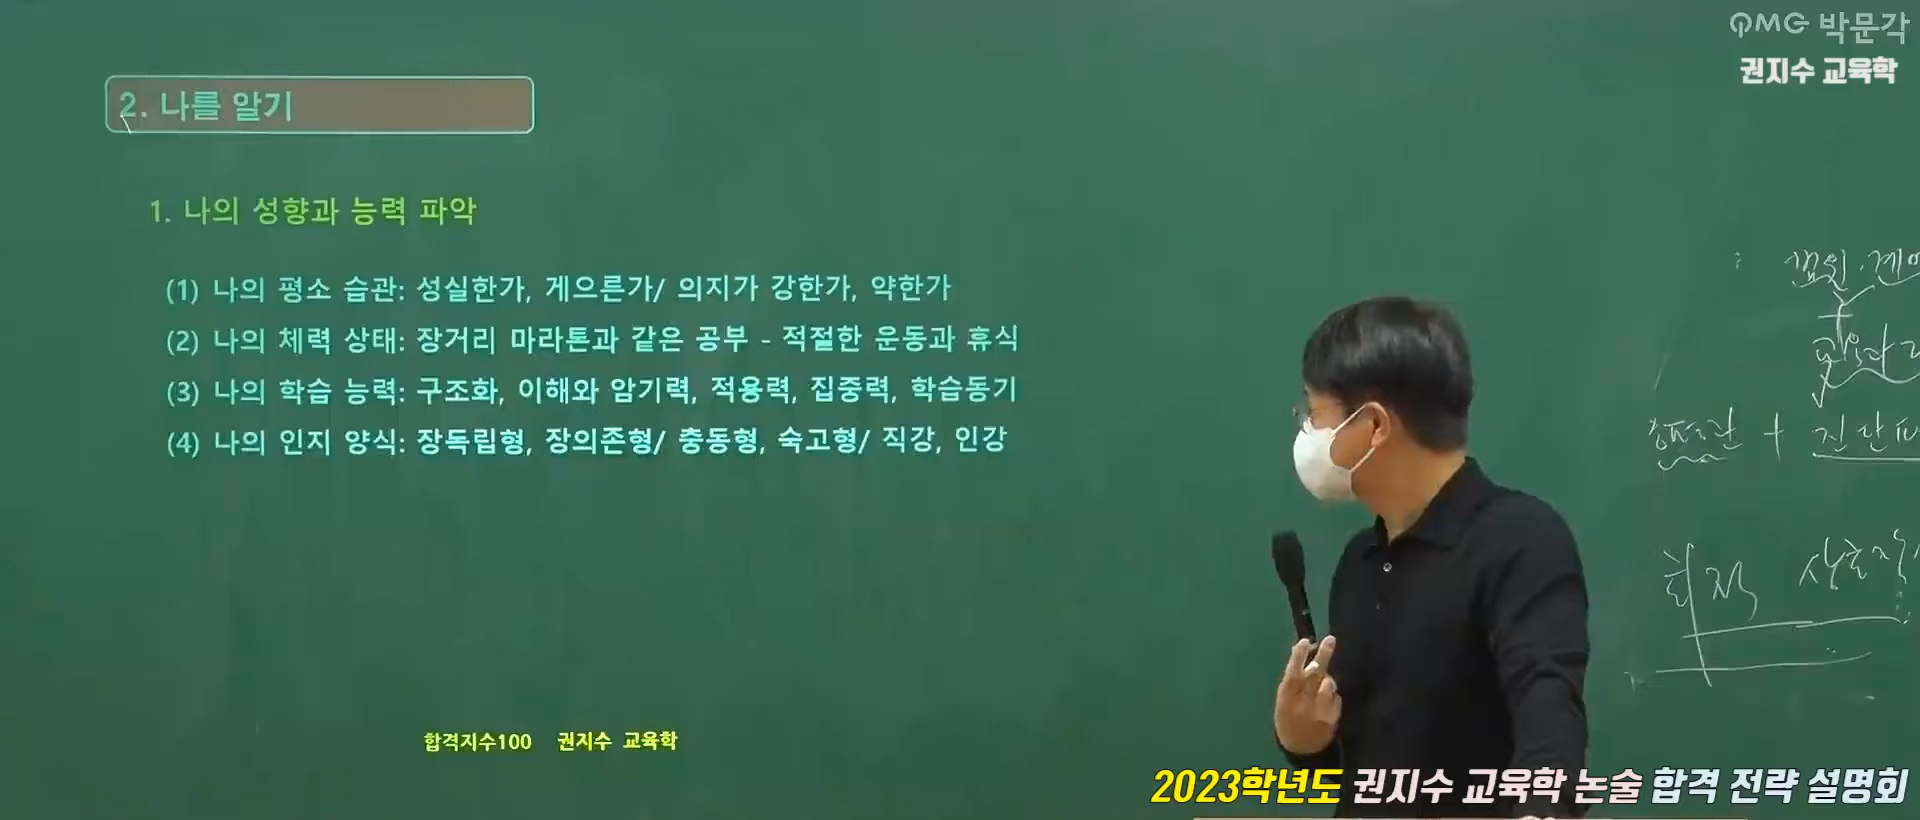 PMG 박문각
권지수 교육학
2. 나를 알기
1. 나의 성향과 능력 파악
(1) 나의 평소 습관: 성실한가, 게으른가/ 의지가 강한가, 약한가
(2) 나의 체력 상태: 장거리 마라톤과 같은 공부 - 적절한 운동과 휴식
(3) 나의 학습 능력: 구조화, 이해와 암기력, 적용력, 집중력, 학습동기
(4) 나의 인지 양식: 장독립형, 장의존형/ 충동형, 숙고형/ 직강, 인강
합격지수100 권지수 교육학
2023학년도 권지수 교육학 논술 합격 전략 설명회